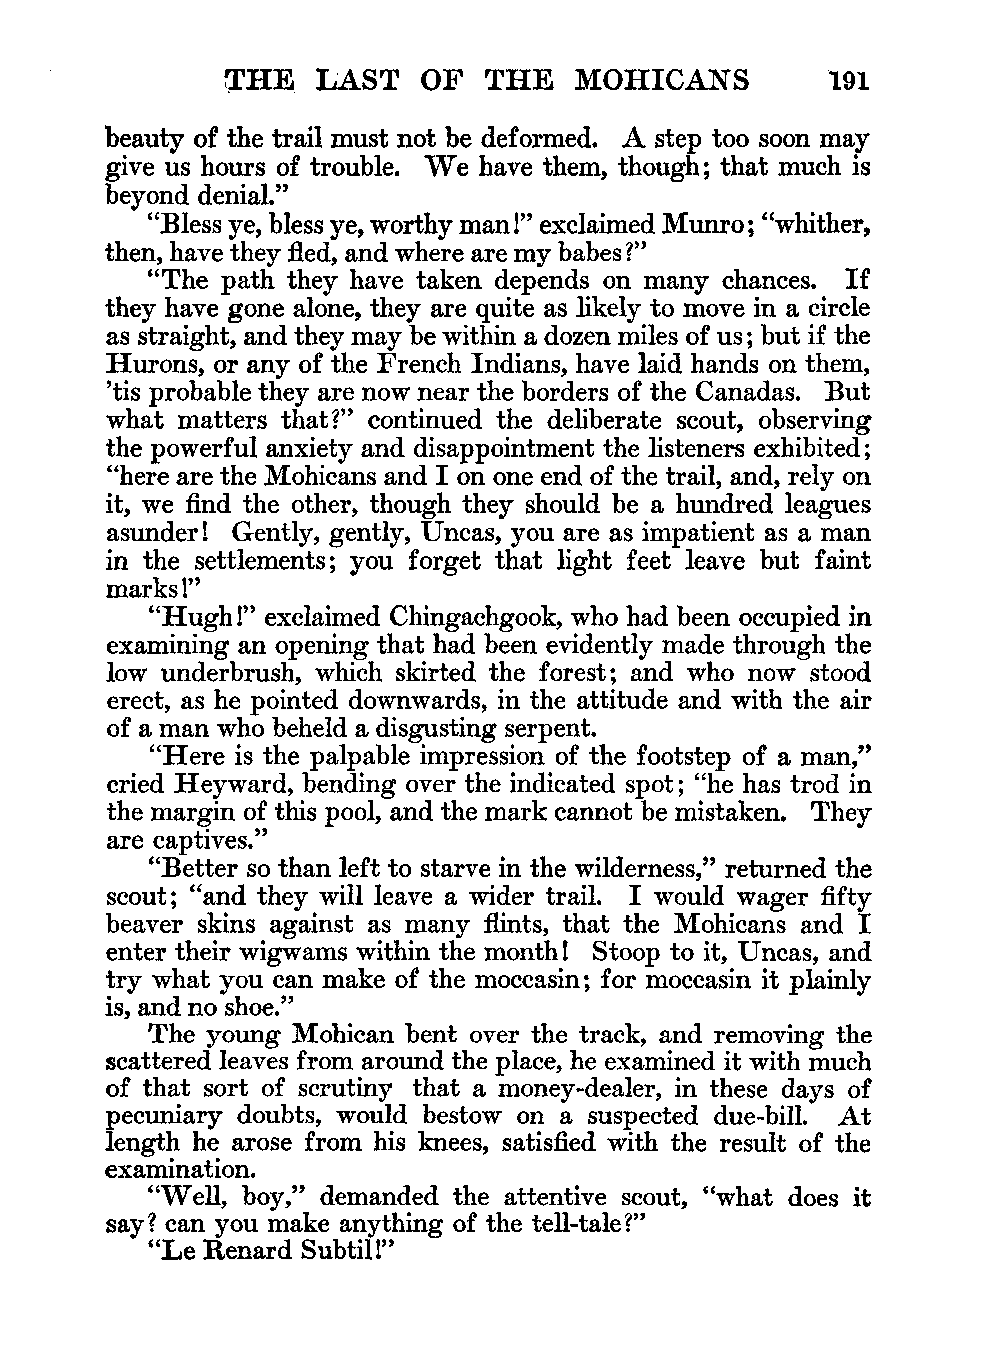 THE LAST OF THE MOHICANS 191
beauty of the trail must not be deformed. A step too soon may
give us hours of trouble. We have them, though; that much is
beyond denial.”
“Bless ye, bless ye, worthy man!” exclaimed Munro; “whither,
then, have they fled, and where are my babes?”
“The path they have taken depends on many chances. If
they have gone alone, they are quite as likely to move in a circle
as straight, and they may be within a dozen miles of us; but if the
Hurons, or any of the French Indians, have laid hands on them,
’tis probable they are now near the borders of the Canadas. But
what matters that?” continued the deliberate scout, observing
the powerful anxiety and disappointment the listeners exhibited;
“here are the Mohicans and I on one end of the trail, and, rely on
it, we find the other, though they should be a hundred leagues
asunder! Gently, gently, Uncas, you are as impatient as a man
in the settlements; you forget that light feet leave but faint
marks!”
“Hugh!” exclaimed Chingachgook, who had been occupied in
examining an opening that had been evidently made through the
low underbrush, which skirted the forest; and who now stood
erect, as he pointed downwards, in the attitude and with the air
of a man who beheld a disgusting serpent.
“Here is the palpable impression of the footstep of a man,”
cried Heyward, bending over the indicated spot; “he has trod in
the margin of this pool, and the mark cannot be mistaken. They
are captives.”
“Better so than left to starve in the wilderness,” returned the
scout; “and they will leave a wider trail. I would wager fifty
beaver skins against as many flints, that the Mohicans and I
enter their wigwams within the month! Stoop to it, Uncas, and
try what you can make of the moccasin; for moccasin it plainly
is, and no shoe.”
The young Mohican bent over the track, and removing the
scattered leaves from around the place, he examined it with much
of that sort of scrutiny that a money-dealer, in these days of
pecuniary doubts, would bestow on a suspected due-bill. At
length he arose from his knees, satisfied with the result of the
examination.
“Well, boy,” demanded the attentive scout, “what does it
say? can you make anything of the tell-tale?”
“Le Renard Subtil!”